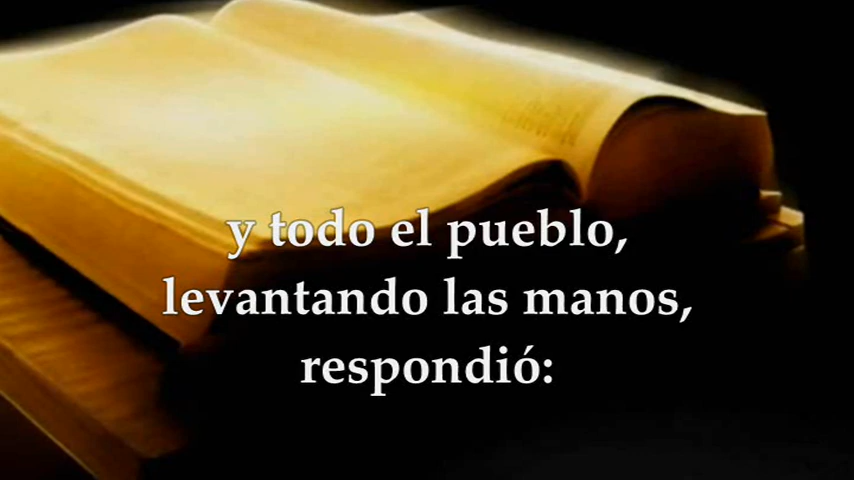 y todo el pueblo,
levantando las manos,
respondió: